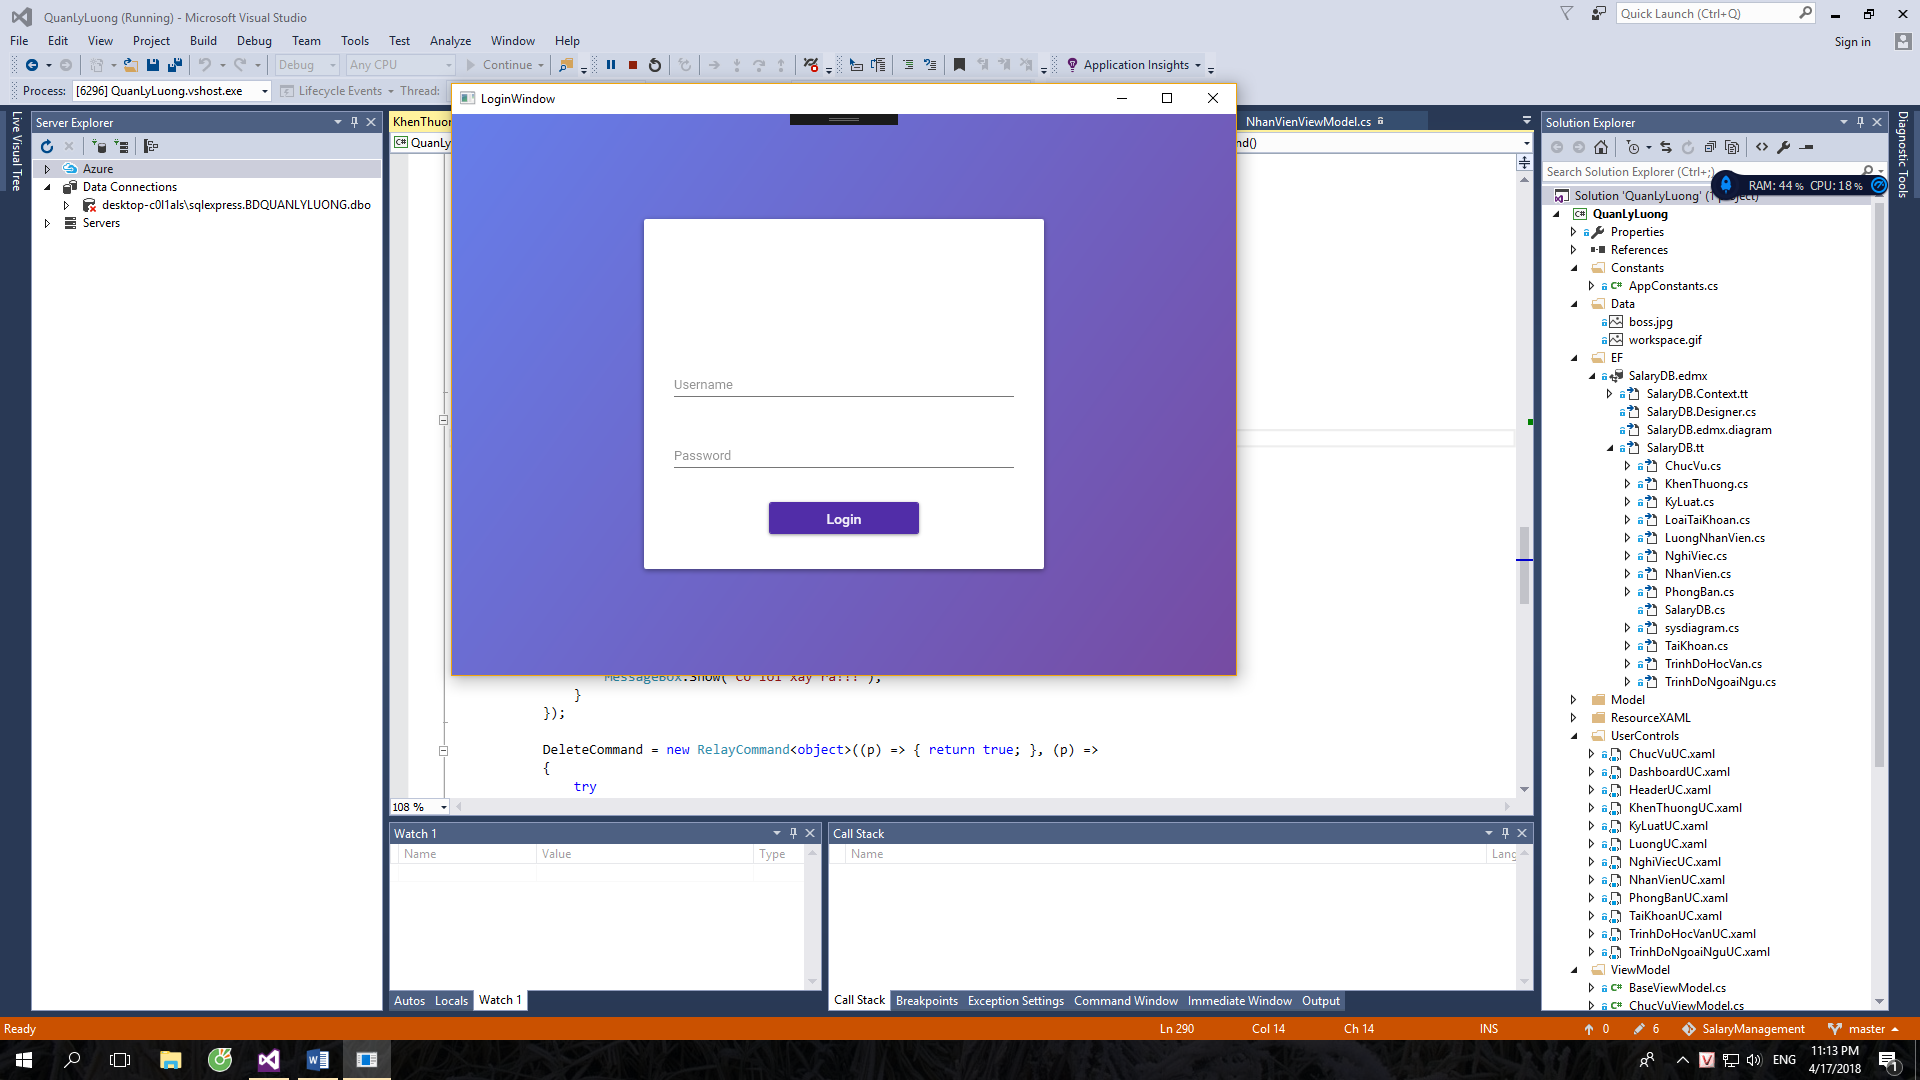 QuanLyLuong (Running) - Microsoft Visual Studio
Quick Launch (Ctrl+Q)
File Edit View Project Build Debug Team Tools Test Analyze Window Help
Sign in
Debug Any CPU Continue Application Insights
Process: [6296] QuanLyLuong.vshost.exe Lifecycle Events Thread:
LoginWindow
Live Visual Tree
Server Explorer
Azure
Data Connections
desktop-c0l1als\sqlexpress.BDQUANLYLUONG.dbo
Servers
KhenThuon
NhanVienViewModel.cs
QuanLy
nd()
Username
Password
Login
MessageBox.Show("Co loi xay ra!!!");
}
});
DeleteCommand = new RelayCommand<object>((p) => { return true; }, (p) =>
{
try
108 %
Watch 1
Name Value Type
Autos Locals Watch 1
Call Stack
Name Lang
Call Stack Breakpoints Exception Settings Command Window Immediate Window Output
Solution Explorer
Search Solution Explorer (Ctrl+;)
RAM: 44 % CPU: 18 %
Solution 'QuanLyLuong' (1 project)
QuanLyLuong
Properties
References
Constants
AppConstants.cs
Data
boss.jpg
workspace.gif
EF
SalaryDB.edmx
SalaryDB.Context.tt
SalaryDB.Designer.cs
SalaryDB.edmx.diagram
SalaryDB.tt
ChucVu.cs
KhenThuong.cs
KyLuat.cs
LoaiTaiKhoan.cs
LuongNhanVien.cs
NghiViec.cs
NhanVien.cs
PhongBan.cs
SalaryDB.cs
sysdiagram.cs
TaiKhoan.cs
TrinhDoHocVan.cs
TrinhDoNgoaiNgu.cs
Model
ResourceXAML
UserControls
ChucVuUC.xaml
DashboardUC.xaml
HeaderUC.xaml
KhenThuongUC.xaml
KyLuatUC.xaml
LuongUC.xaml
NghiViecUC.xaml
NhanVienUC.xaml
PhongBanUC.xaml
TaiKhoanUC.xaml
TrinhDoHocVanUC.xaml
TrinhDoNgoaiNguUC.xaml
ViewModel
BaseViewModel.cs
ChucVuViewModel.cs
Diagnostic Tools
Ready Ln 290 Col 14 Ch 14 INS 0 6 SalaryManagement master
ENG
11:13 PM
4/17/2018
1